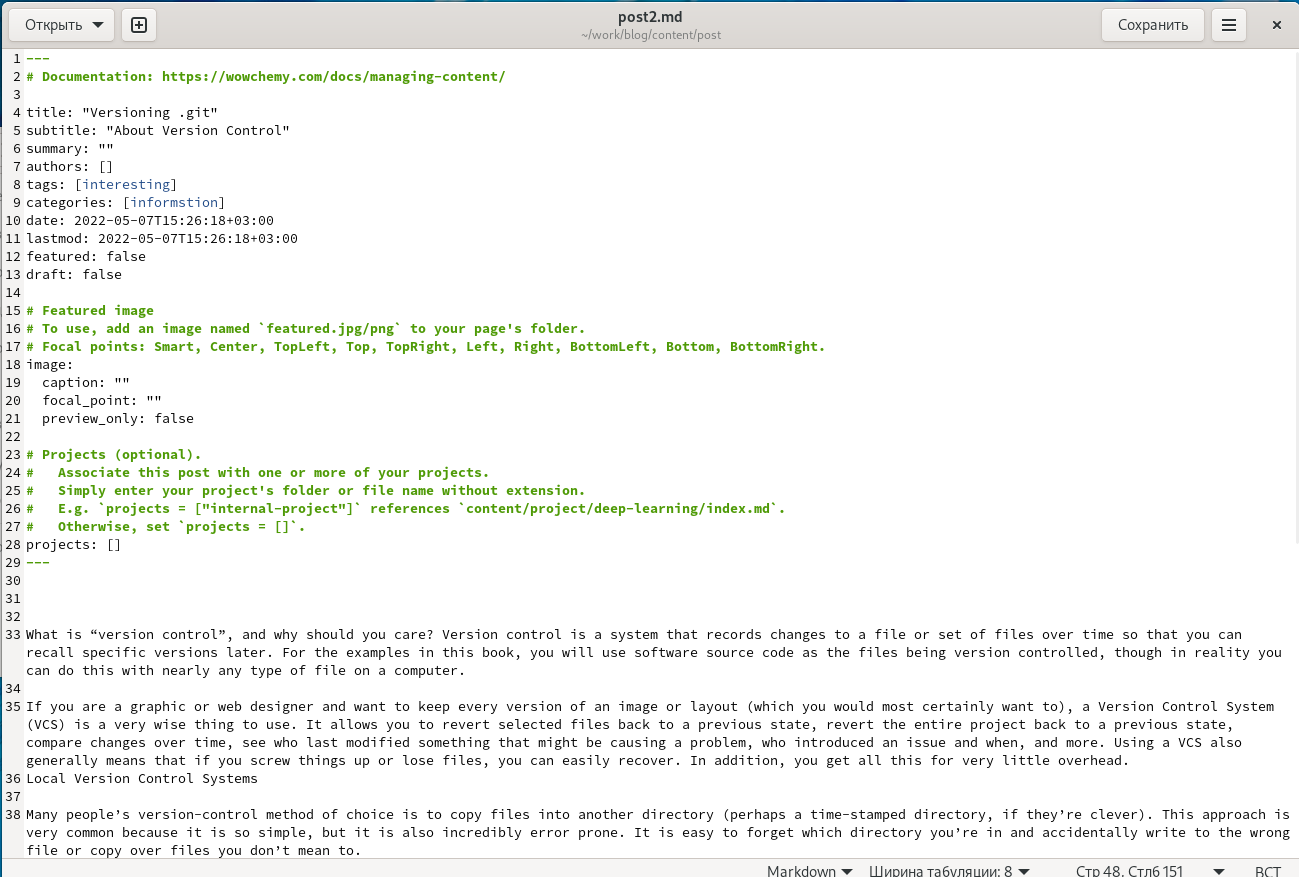 Открыть
post2.md
~/work/blog/content/post
Сохранить
1 ---
2 # Documentation: https://wowchemy.com/docs/managing-content/
3
4 title: "Versioning .git"
5 subtitle: "About Version Control"
6 summary: ""
7 authors: []
8 tags: [interesting]
9 categories: [informstion]
10 date: 2022-05-07T15:26:18+03:00
11 lastmod: 2022-05-07T15:26:18+03:00
12 featured: false
13 draft: false
14
15 # Featured image
16 # To use, add an image named `featured.jpg/png` to your page's folder.
17 # Focal points: Smart, Center, TopLeft, Top, TopRight, Left, Right, BottomLeft, Bottom, BottomRight.
18 image:
19   caption: ""
20   focal_point: ""
21   preview_only: false
22
23 # Projects (optional).
24 #   Associate this post with one or more of your projects.
25 #   Simply enter your project's folder or file name without extension.
26 #   E.g. `projects = ["internal-project"]` references `content/project/deep-learning/index.md`.
27 #   Otherwise, set `projects = []`.
28 projects: []
29 ---
30
31
32
33 What is “version control”, and why should you care? Version control is a system that records changes to a file or set of files over time so that you can
recall specific versions later. For the examples in this book, you will use software source code as the files being version controlled, though in reality you
can do this with nearly any type of file on a computer.
34
35 If you are a graphic or web designer and want to keep every version of an image or layout (which you would most certainly want to), a Version Control System
(VCS) is a very wise thing to use. It allows you to revert selected files back to a previous state, revert the entire project back to a previous state,
compare changes over time, see who last modified something that might be causing a problem, who introduced an issue and when, and more. Using a VCS also
generally means that if you screw things up or lose files, you can easily recover. In addition, you get all this for very little overhead.
36 Local Version Control Systems
37
38 Many people’s version-control method of choice is to copy files into another directory (perhaps a time-stamped directory, if they’re clever). This approach is
very common because it is so simple, but it is also incredibly error prone. It is easy to forget which directory you’re in and accidentally write to the wrong
file or copy over files you don’t mean to.
Markdown Ширина табуляции: 8 Стр 48, Стлб 151 ВСТ